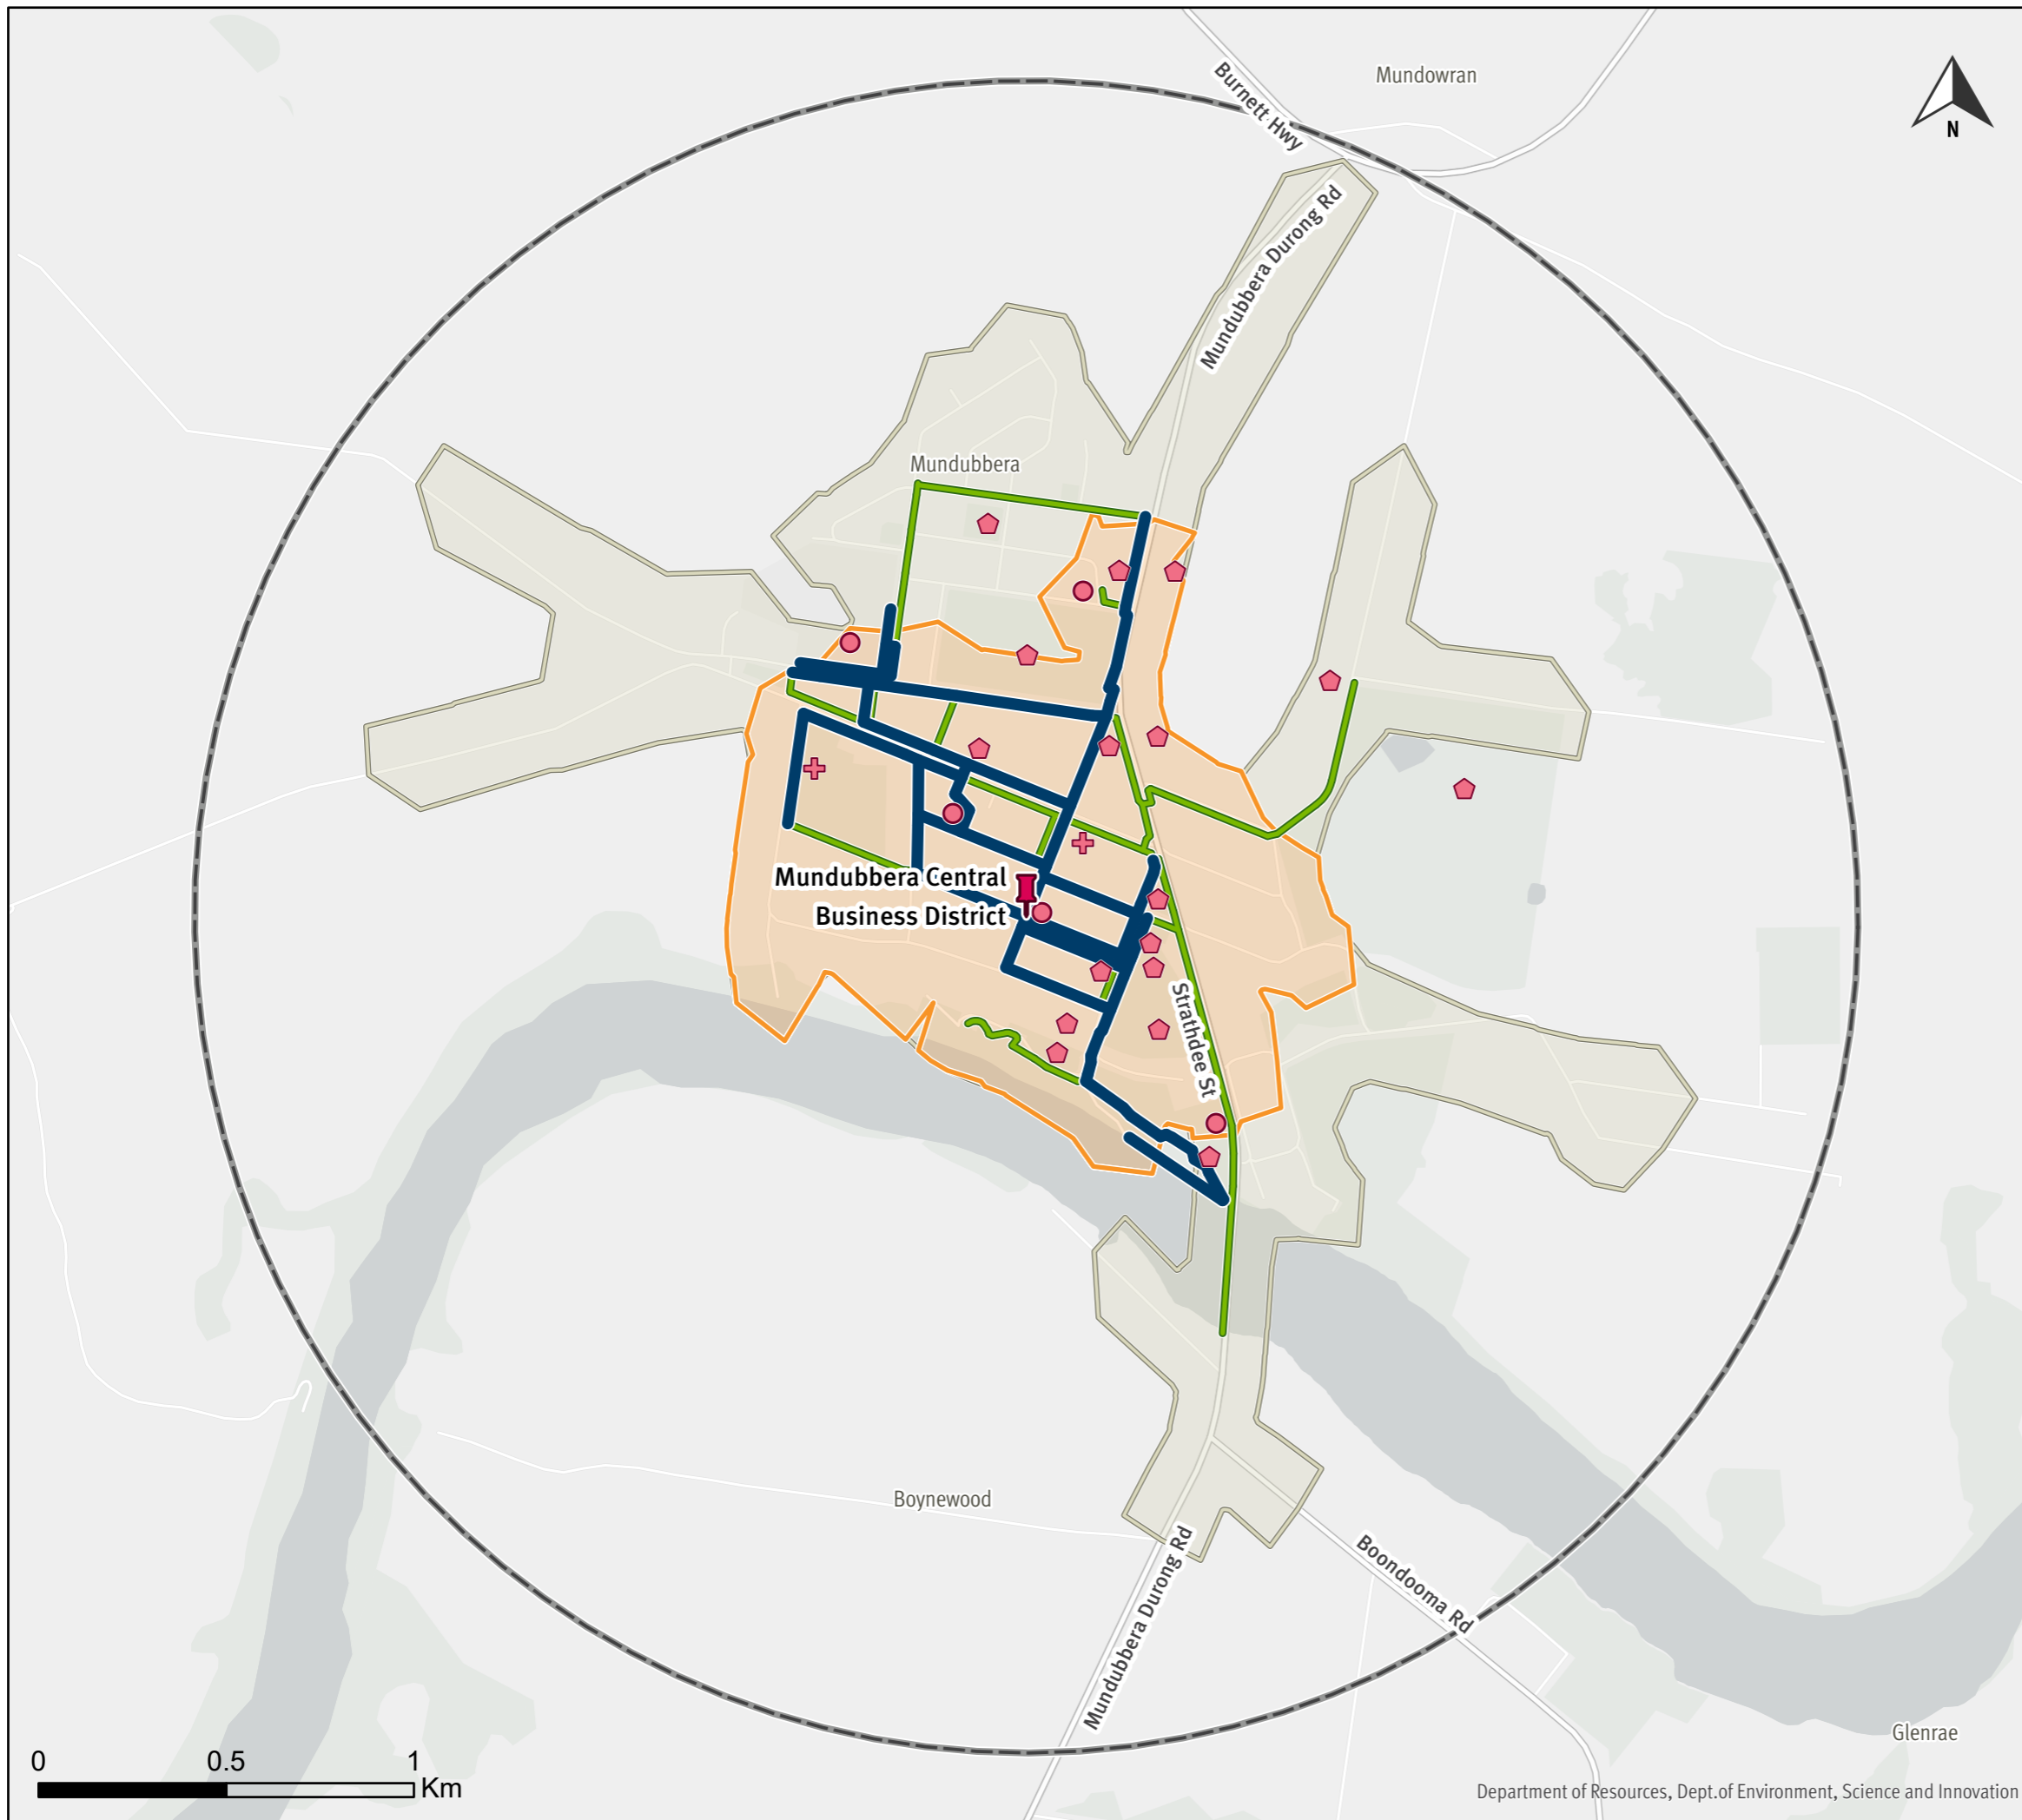 Mundowran
Burnett Hwy
N
Mundubbera Durong Rd
Mundubbera
Mundubbera Central
Business District
Strathdee St
Boynewood
Mundubbera Durong Rd
Boondooma Rd
Glenrae
0 0.5 1
Km
Department of Resources, Dept.of Environment, Science and Innovation